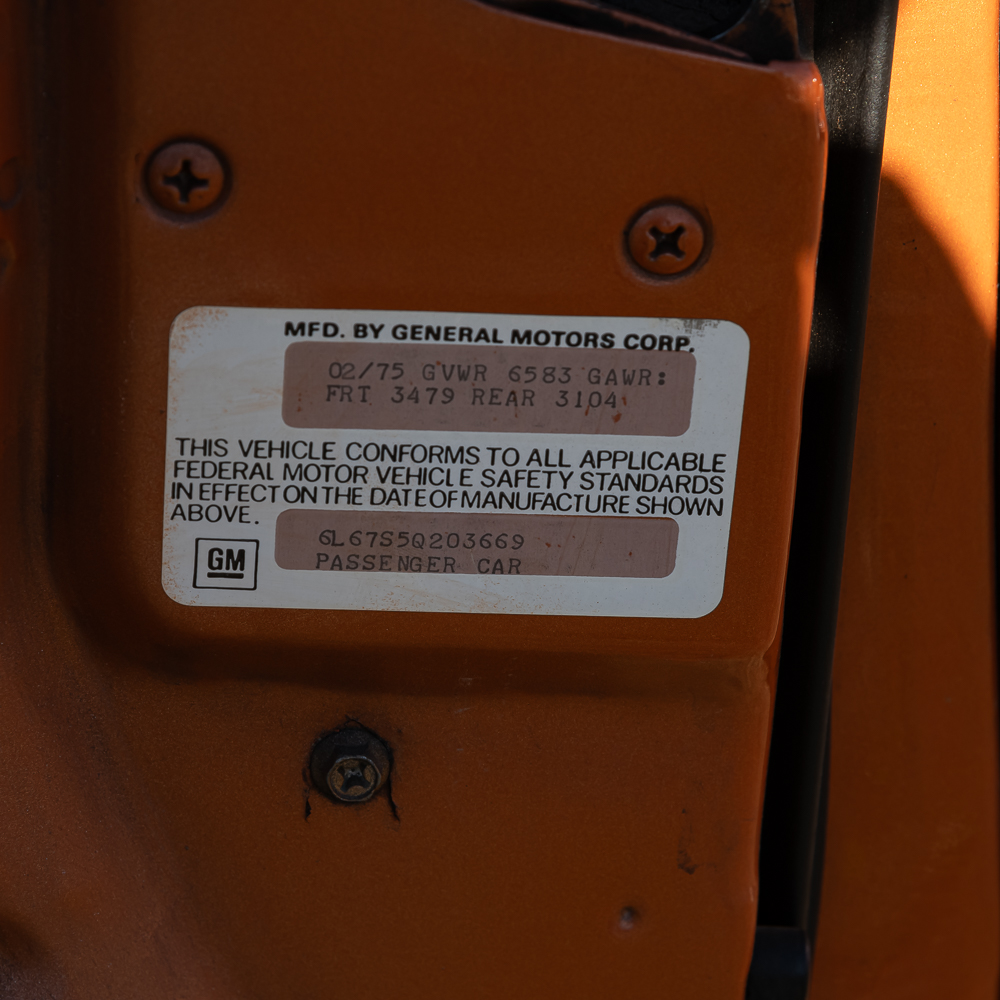 MFD. BY GENERAL MOTORS CORP.
02/75 GVWR 6583 GAWR:
FRT 3479 REAR 3104
THIS VEHICLE CONFORMS TO ALL APPLICABLE
FEDERAL MOTOR VEHICLE SAFETY STANDARDS
IN EFFECT ON THE DATE OF MANUFACTURE SHOWN
ABOVE.
6L67S5Q203669
PASSENGER CAR
GM